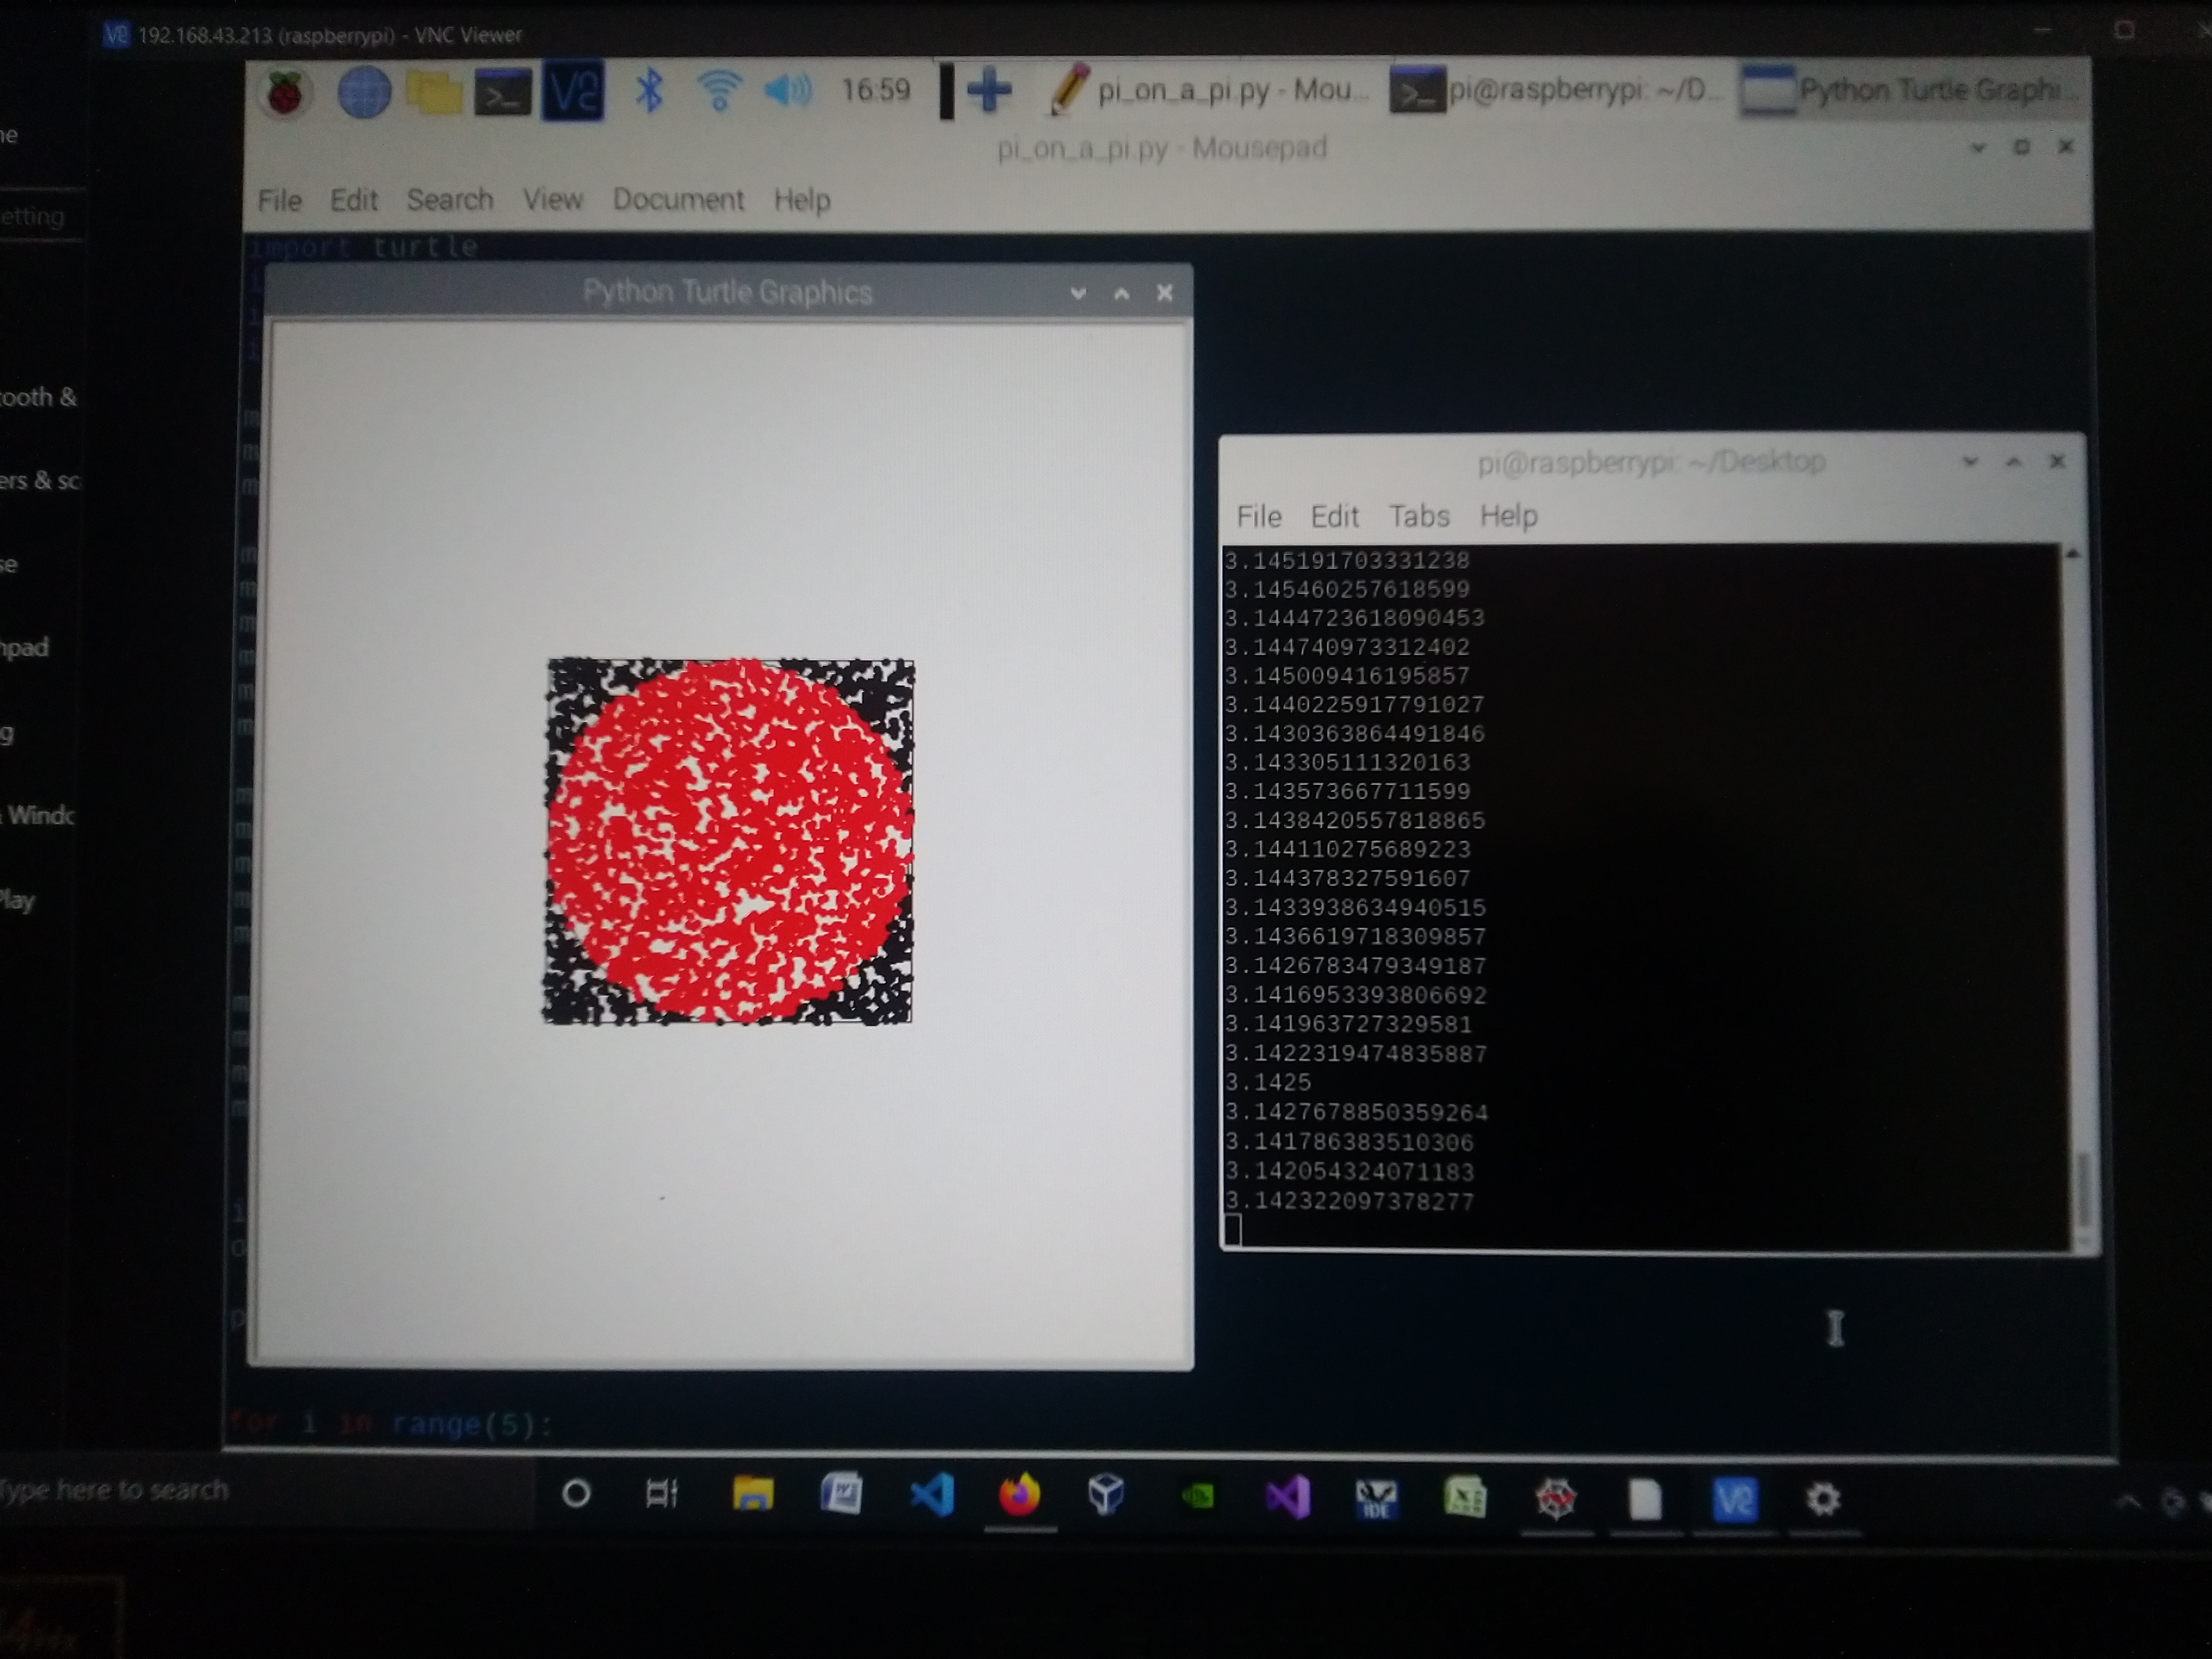 192.168.43.213 (raspberrypi) - VNC Viewer
16:59
pi_on_a_pi.py - Mou...
pi@raspberrypi: ~/D...
Python Turtle Graphi...
pi_on_a_pi.py - Mousepad
File Edit Search View Document Help
import turtle
Python Turtle Graphics
etting
tooth &
ers & sc
se
hpad
g
& Windc
Play
pi@raspberrypi: ~/Desktop
File Edit Tabs Help
3.145191703331238
3.145460257618599
3.1444723618090453
3.144740973312402
3.145009416195857
3.1440225917791027
3.1430363864491846
3.143305111320163
3.143573667711599
3.1438420557818865
3.144110275689223
3.144378327591607
3.1433938634940515
3.1436619718309857
3.1426783479349187
3.1416953393806692
3.141963727329581
3.1422319474835887
3.1425
3.1427678850359264
3.141786383510306
3.142054324071183
3.142322097378277
for i in range(5):
Type here to search
IDE